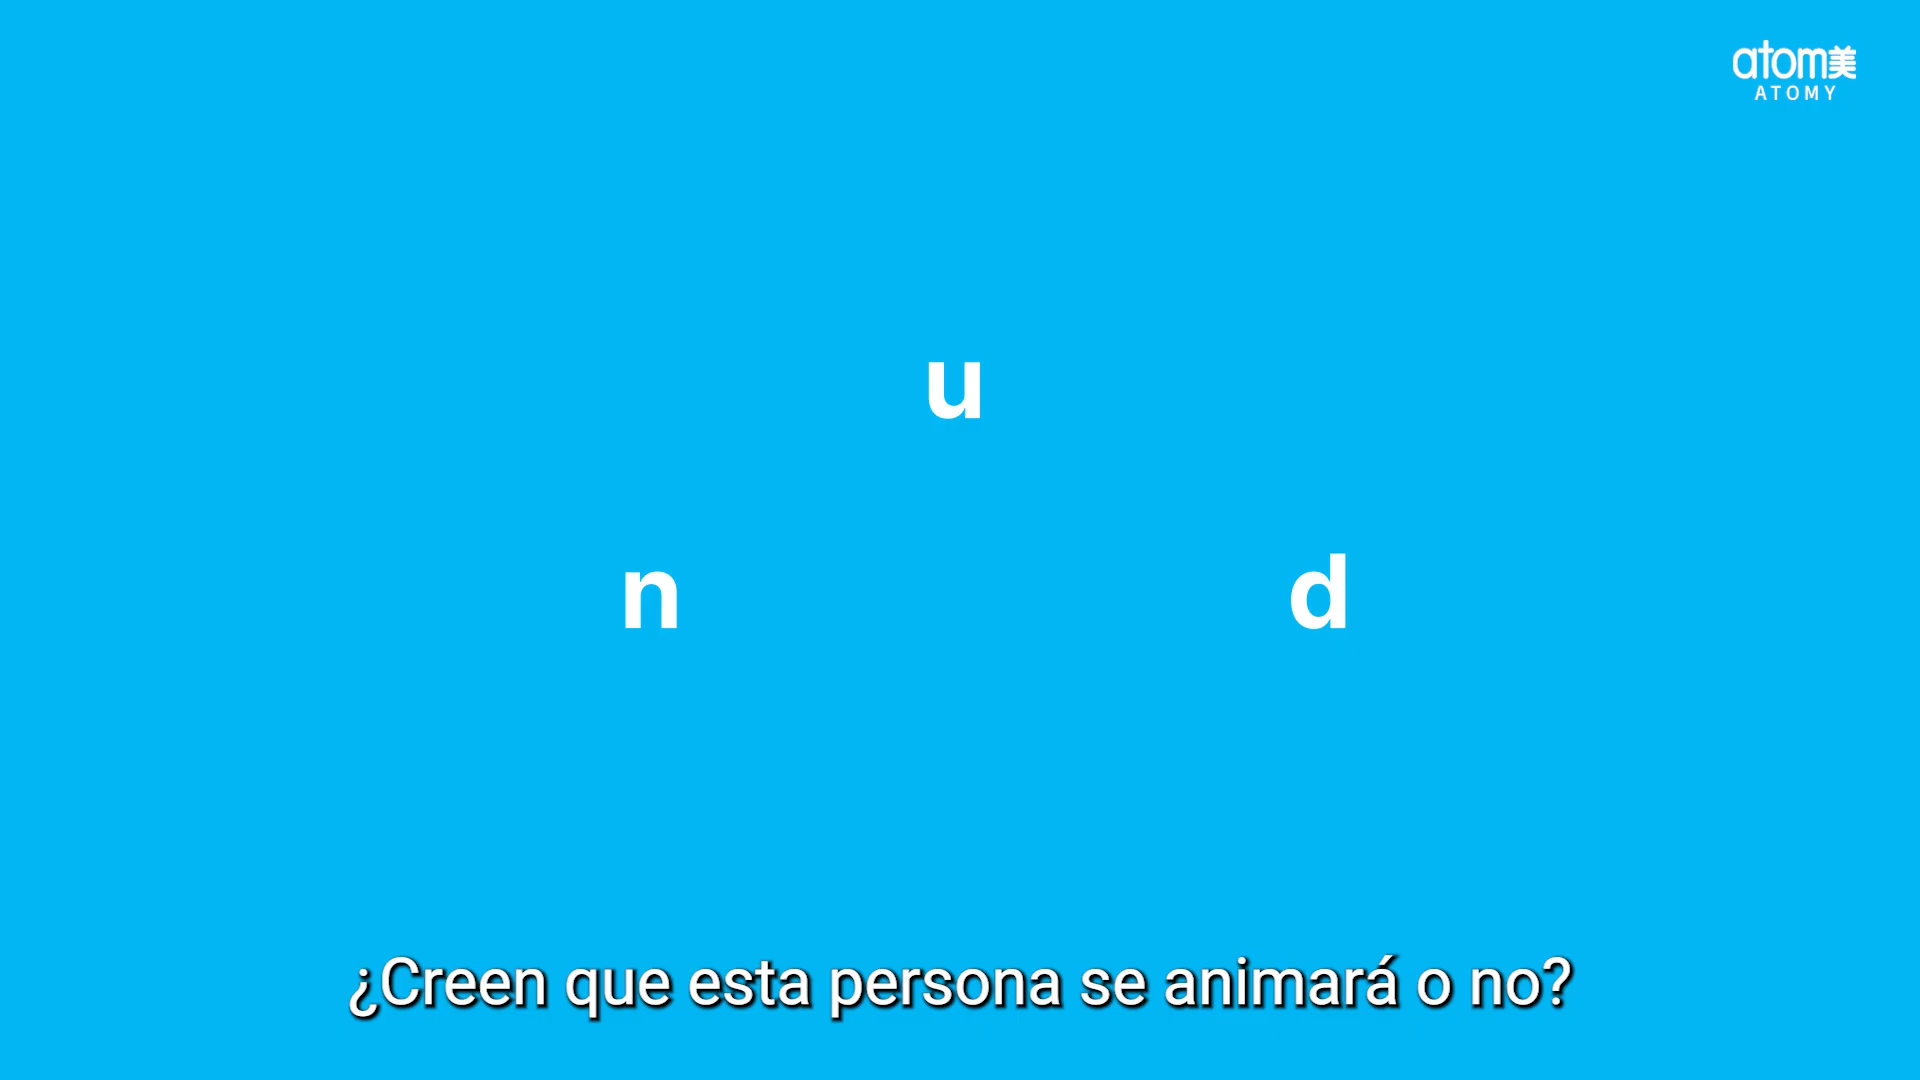 atom美
ATOMY
u
n d
¿Creen que esta persona se animará o no?